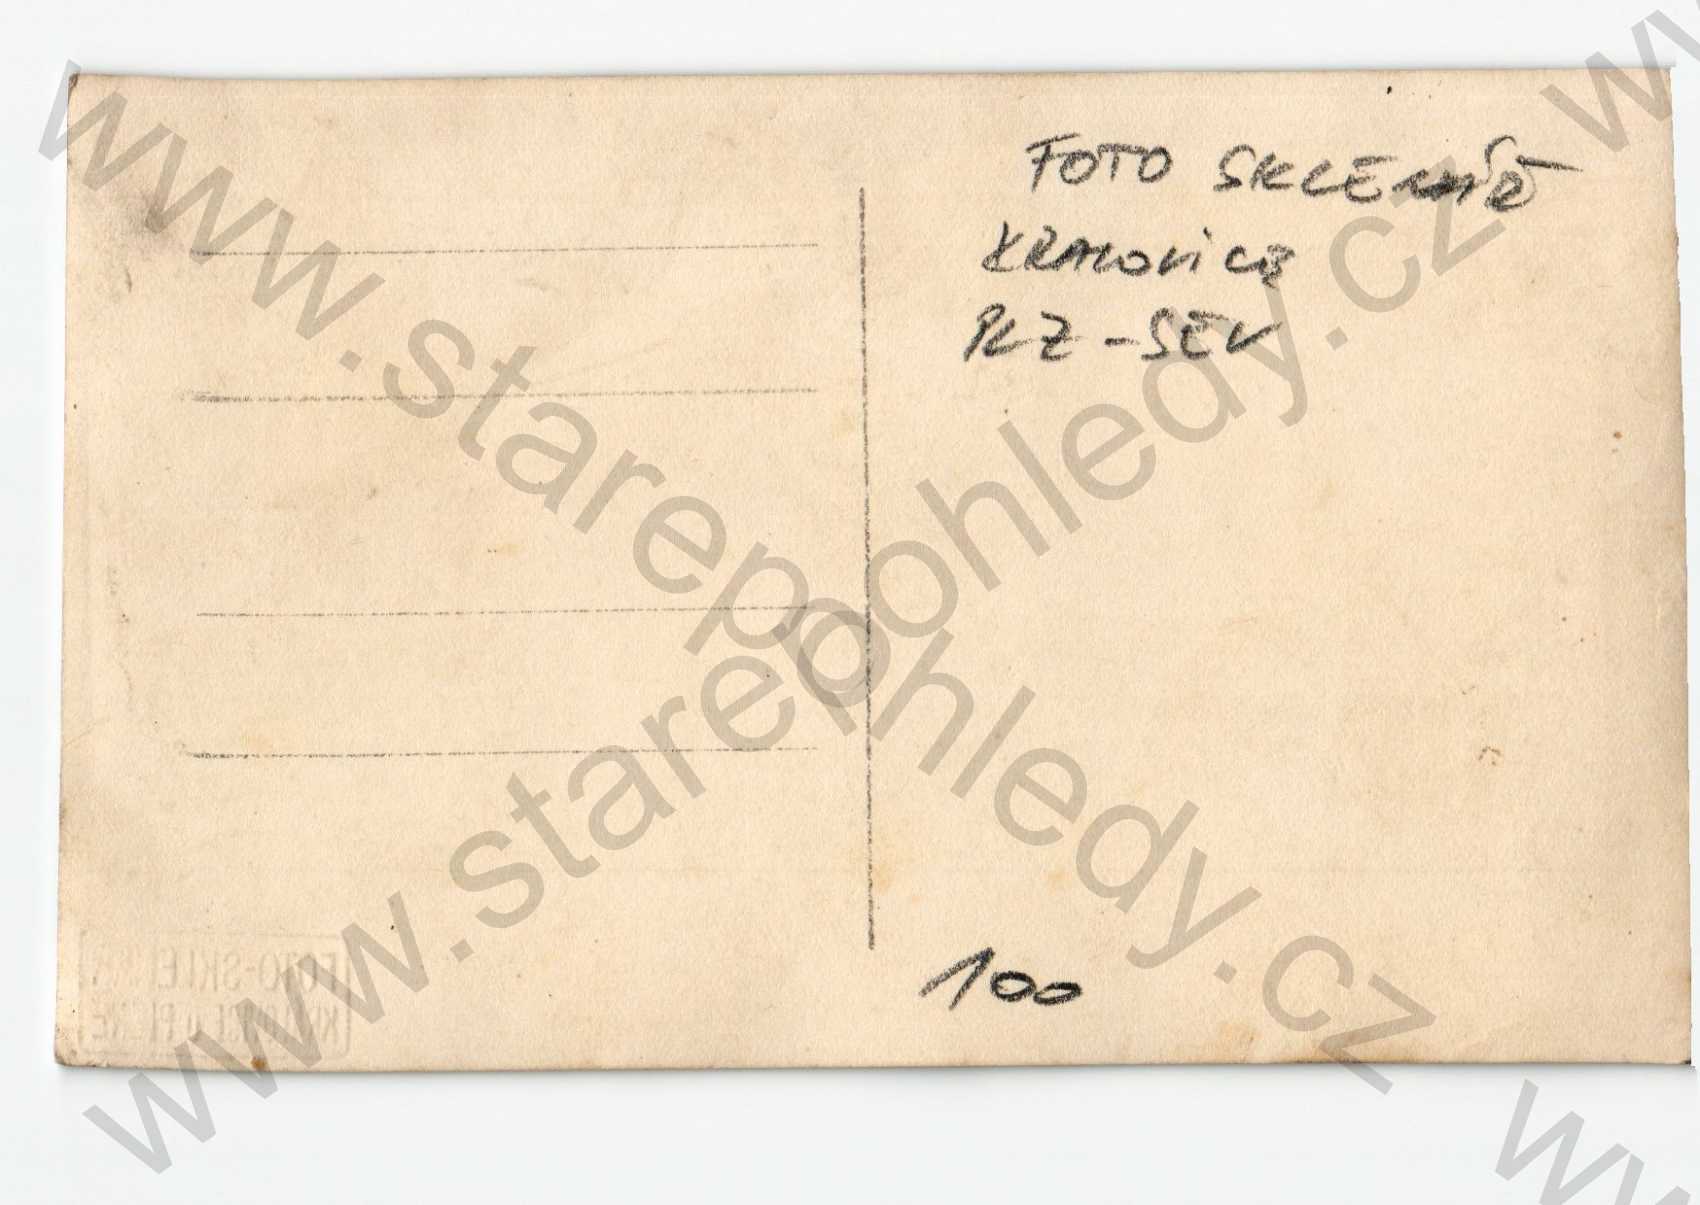 FOTO SKLENÁŘ
KRALOVICE
PLZ-SEV
100
www.starepohledy.cz
www.starepohledy.cz